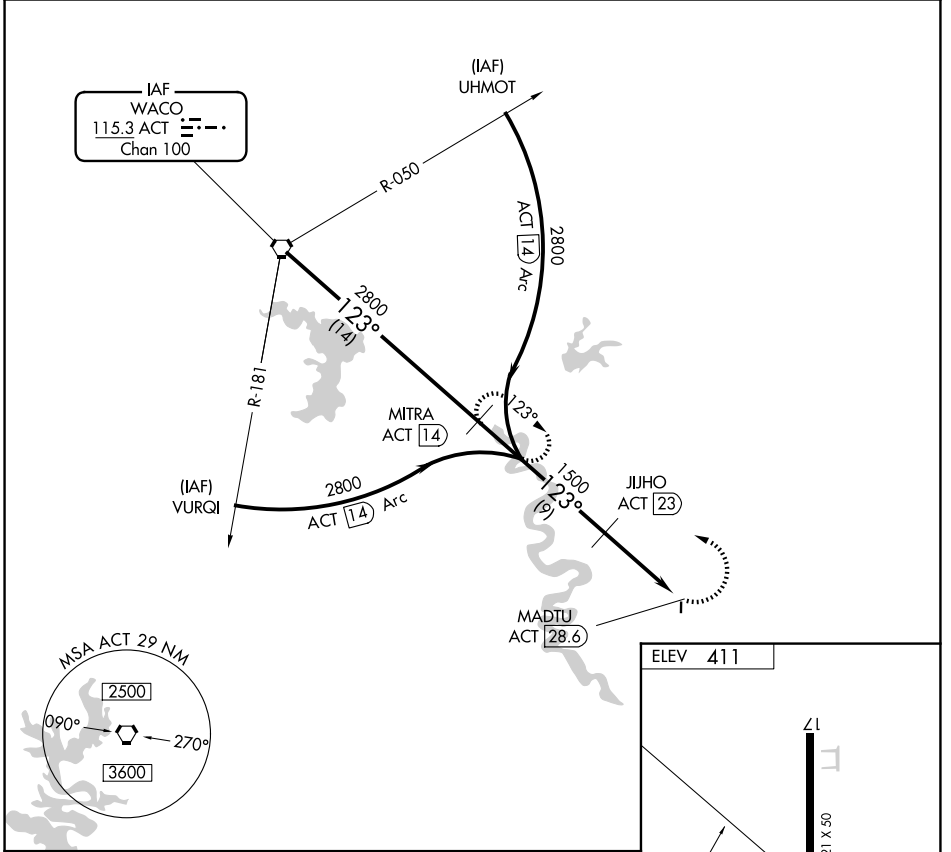 (IAF)
UHMOT
IAF
WACO
115.3 ACT
Chan 100
R-050
ACT 14 Arc
2800
2800
123°
(14)
R-181
MITRA
ACT 14
123°
(IAF)
VURQI
2800
ACT 14 Arc
1500
123°
(9)
JIJHO
ACT 23
MADTU
ACT 28.6
MSA ACT 29 NM
2500
090°
270°
3600
ELEV 411
17
21 X 50